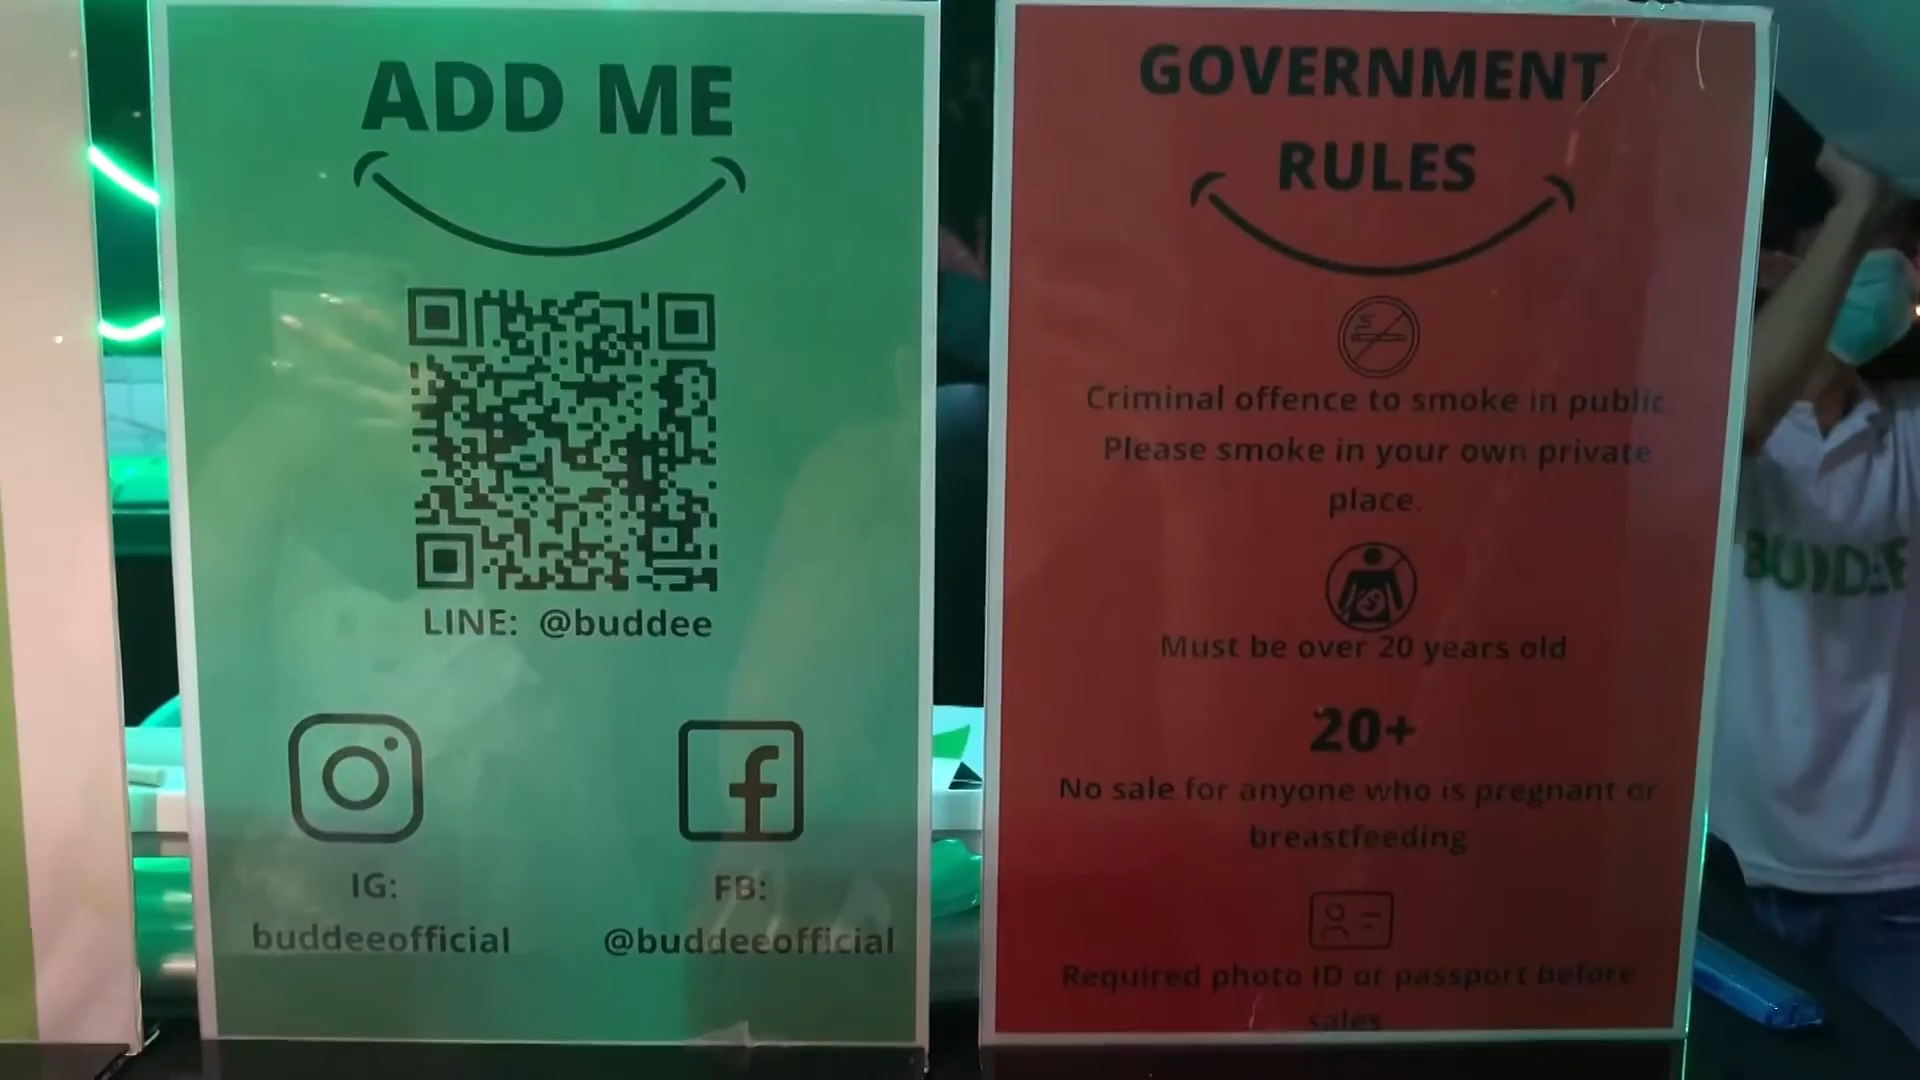 ADD ME
LINE: @buddee
IG:
buddeeofficial
FB:
@buddeeofficial
GOVERNMENT
RULES
Criminal offence to smoke in public.
Please smoke in your own private
place.
Must be over 20 years old
20+
No sale for anyone who is pregnant or
breastfeeding
Required photo ID or passport before
sales
BUDDEE